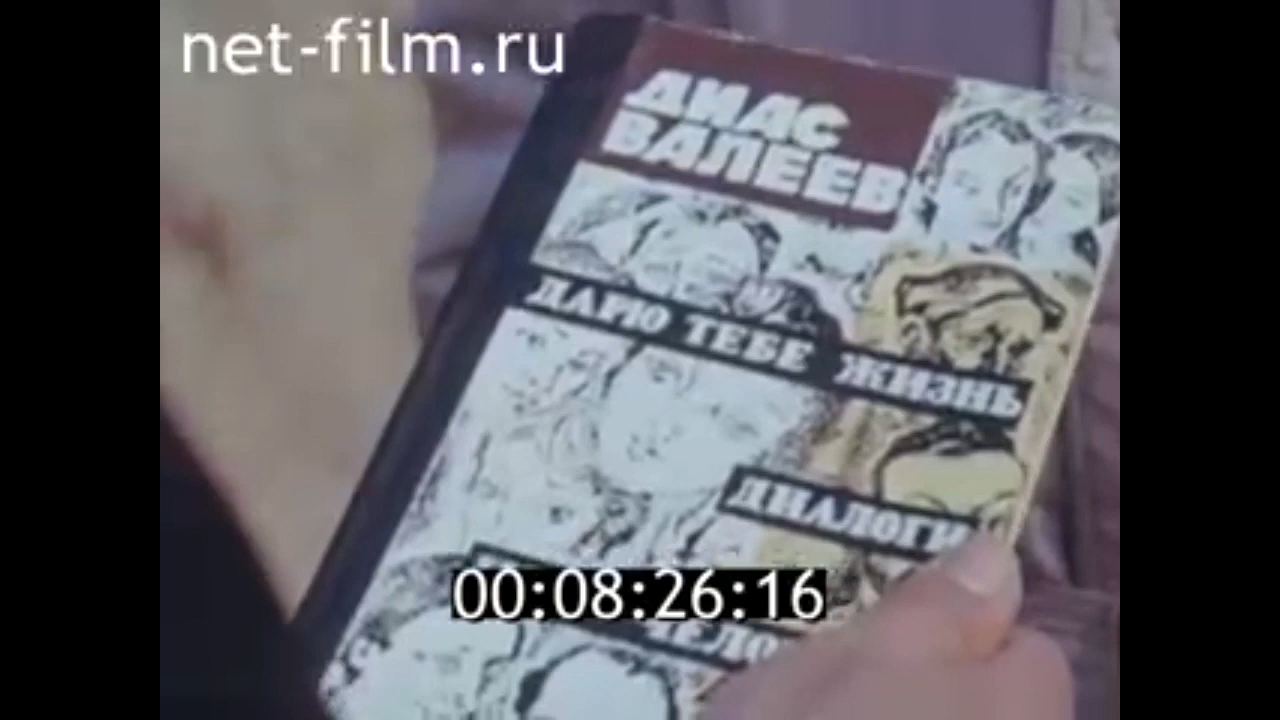 net-film.ru
ДИАС
ВАЛЕЕВ
ДАРЮ ТЕБЕ ЖИЗНЬ
ДИАЛОГИ
00:08:26:16